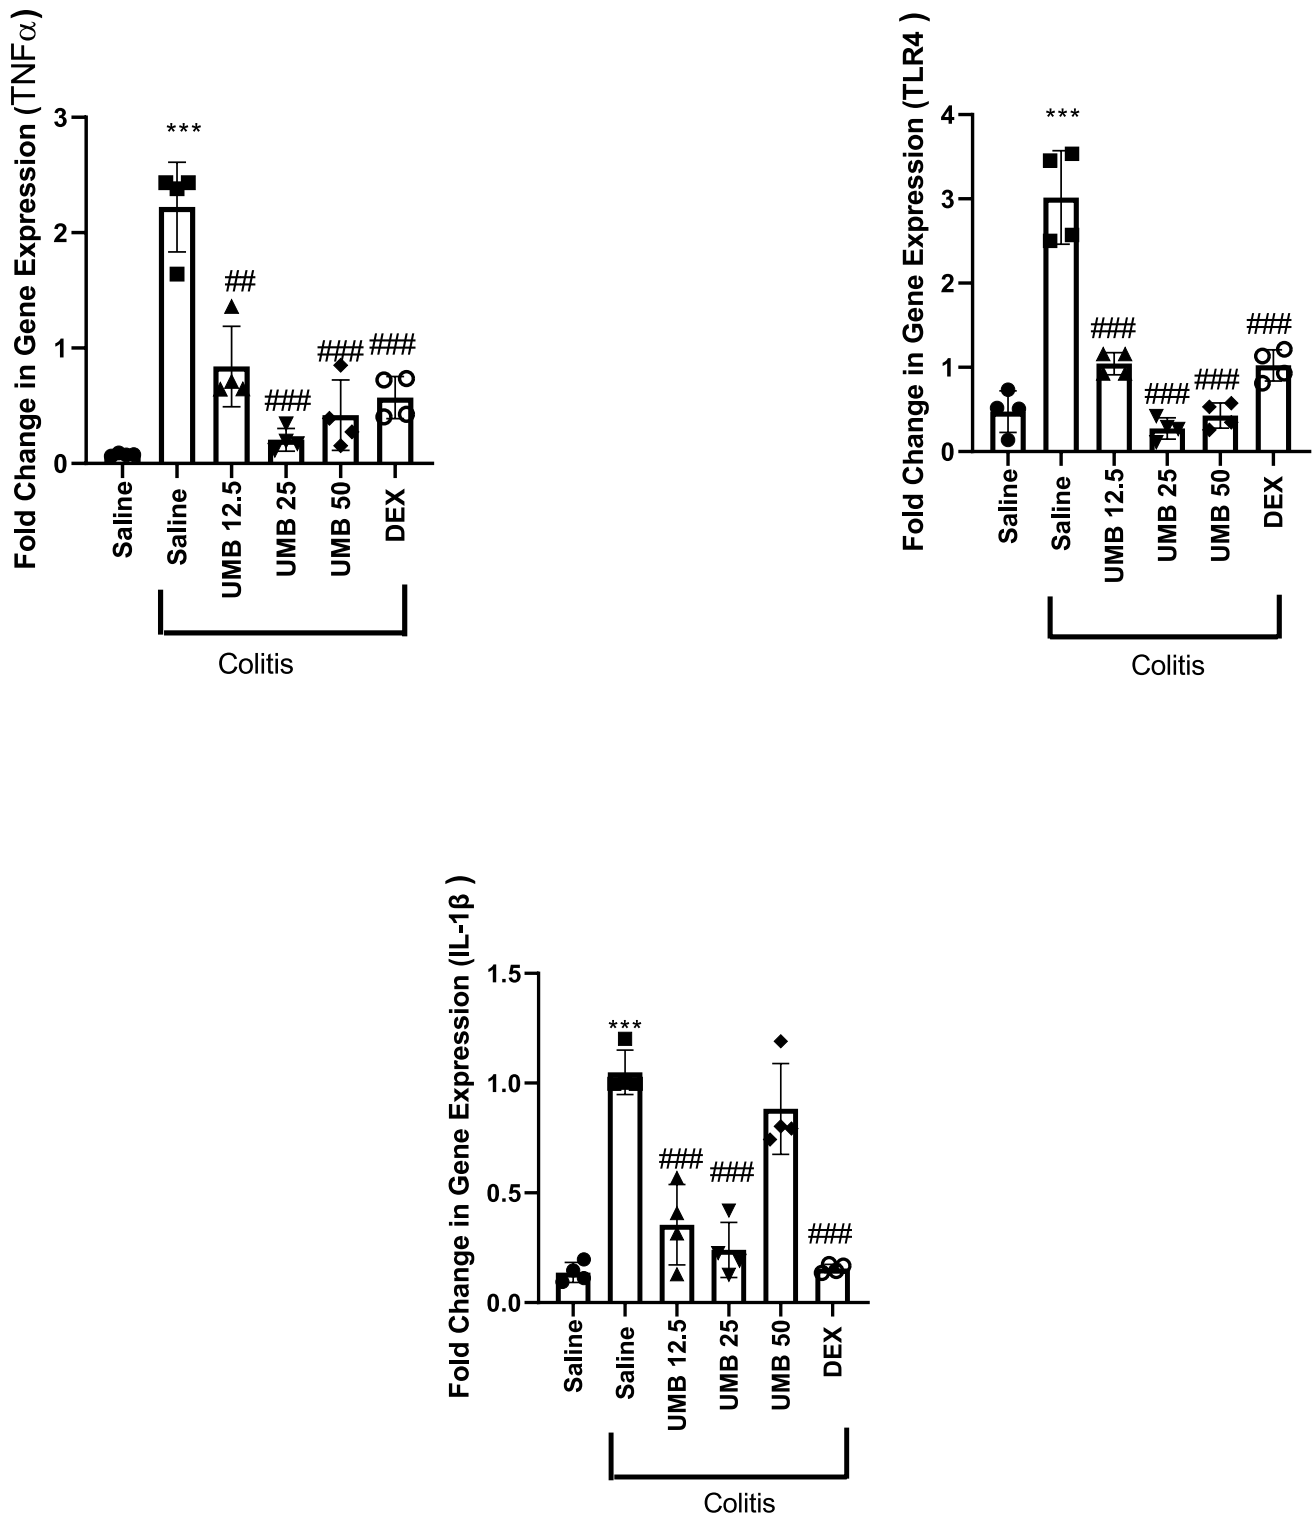 Fold Change in Gene Expression (TNFα)
3
2
1
0
***
##
###
###
###
Saline
Saline
UMB 12.5
UMB 25
UMB 50
DEX
Colitis
Fold Change in Gene Expression (TLR4 )
4
3
2
1
0
***
###
###
###
###
Saline
Saline
UMB 12.5
UMB 25
UMB 50
DEX
Colitis
Fold Change in Gene Expression (IL-1β )
1.5
1.0
0.5
0.0
***
###
###
###
Saline
Saline
UMB 12.5
UMB 25
UMB 50
DEX
Colitis